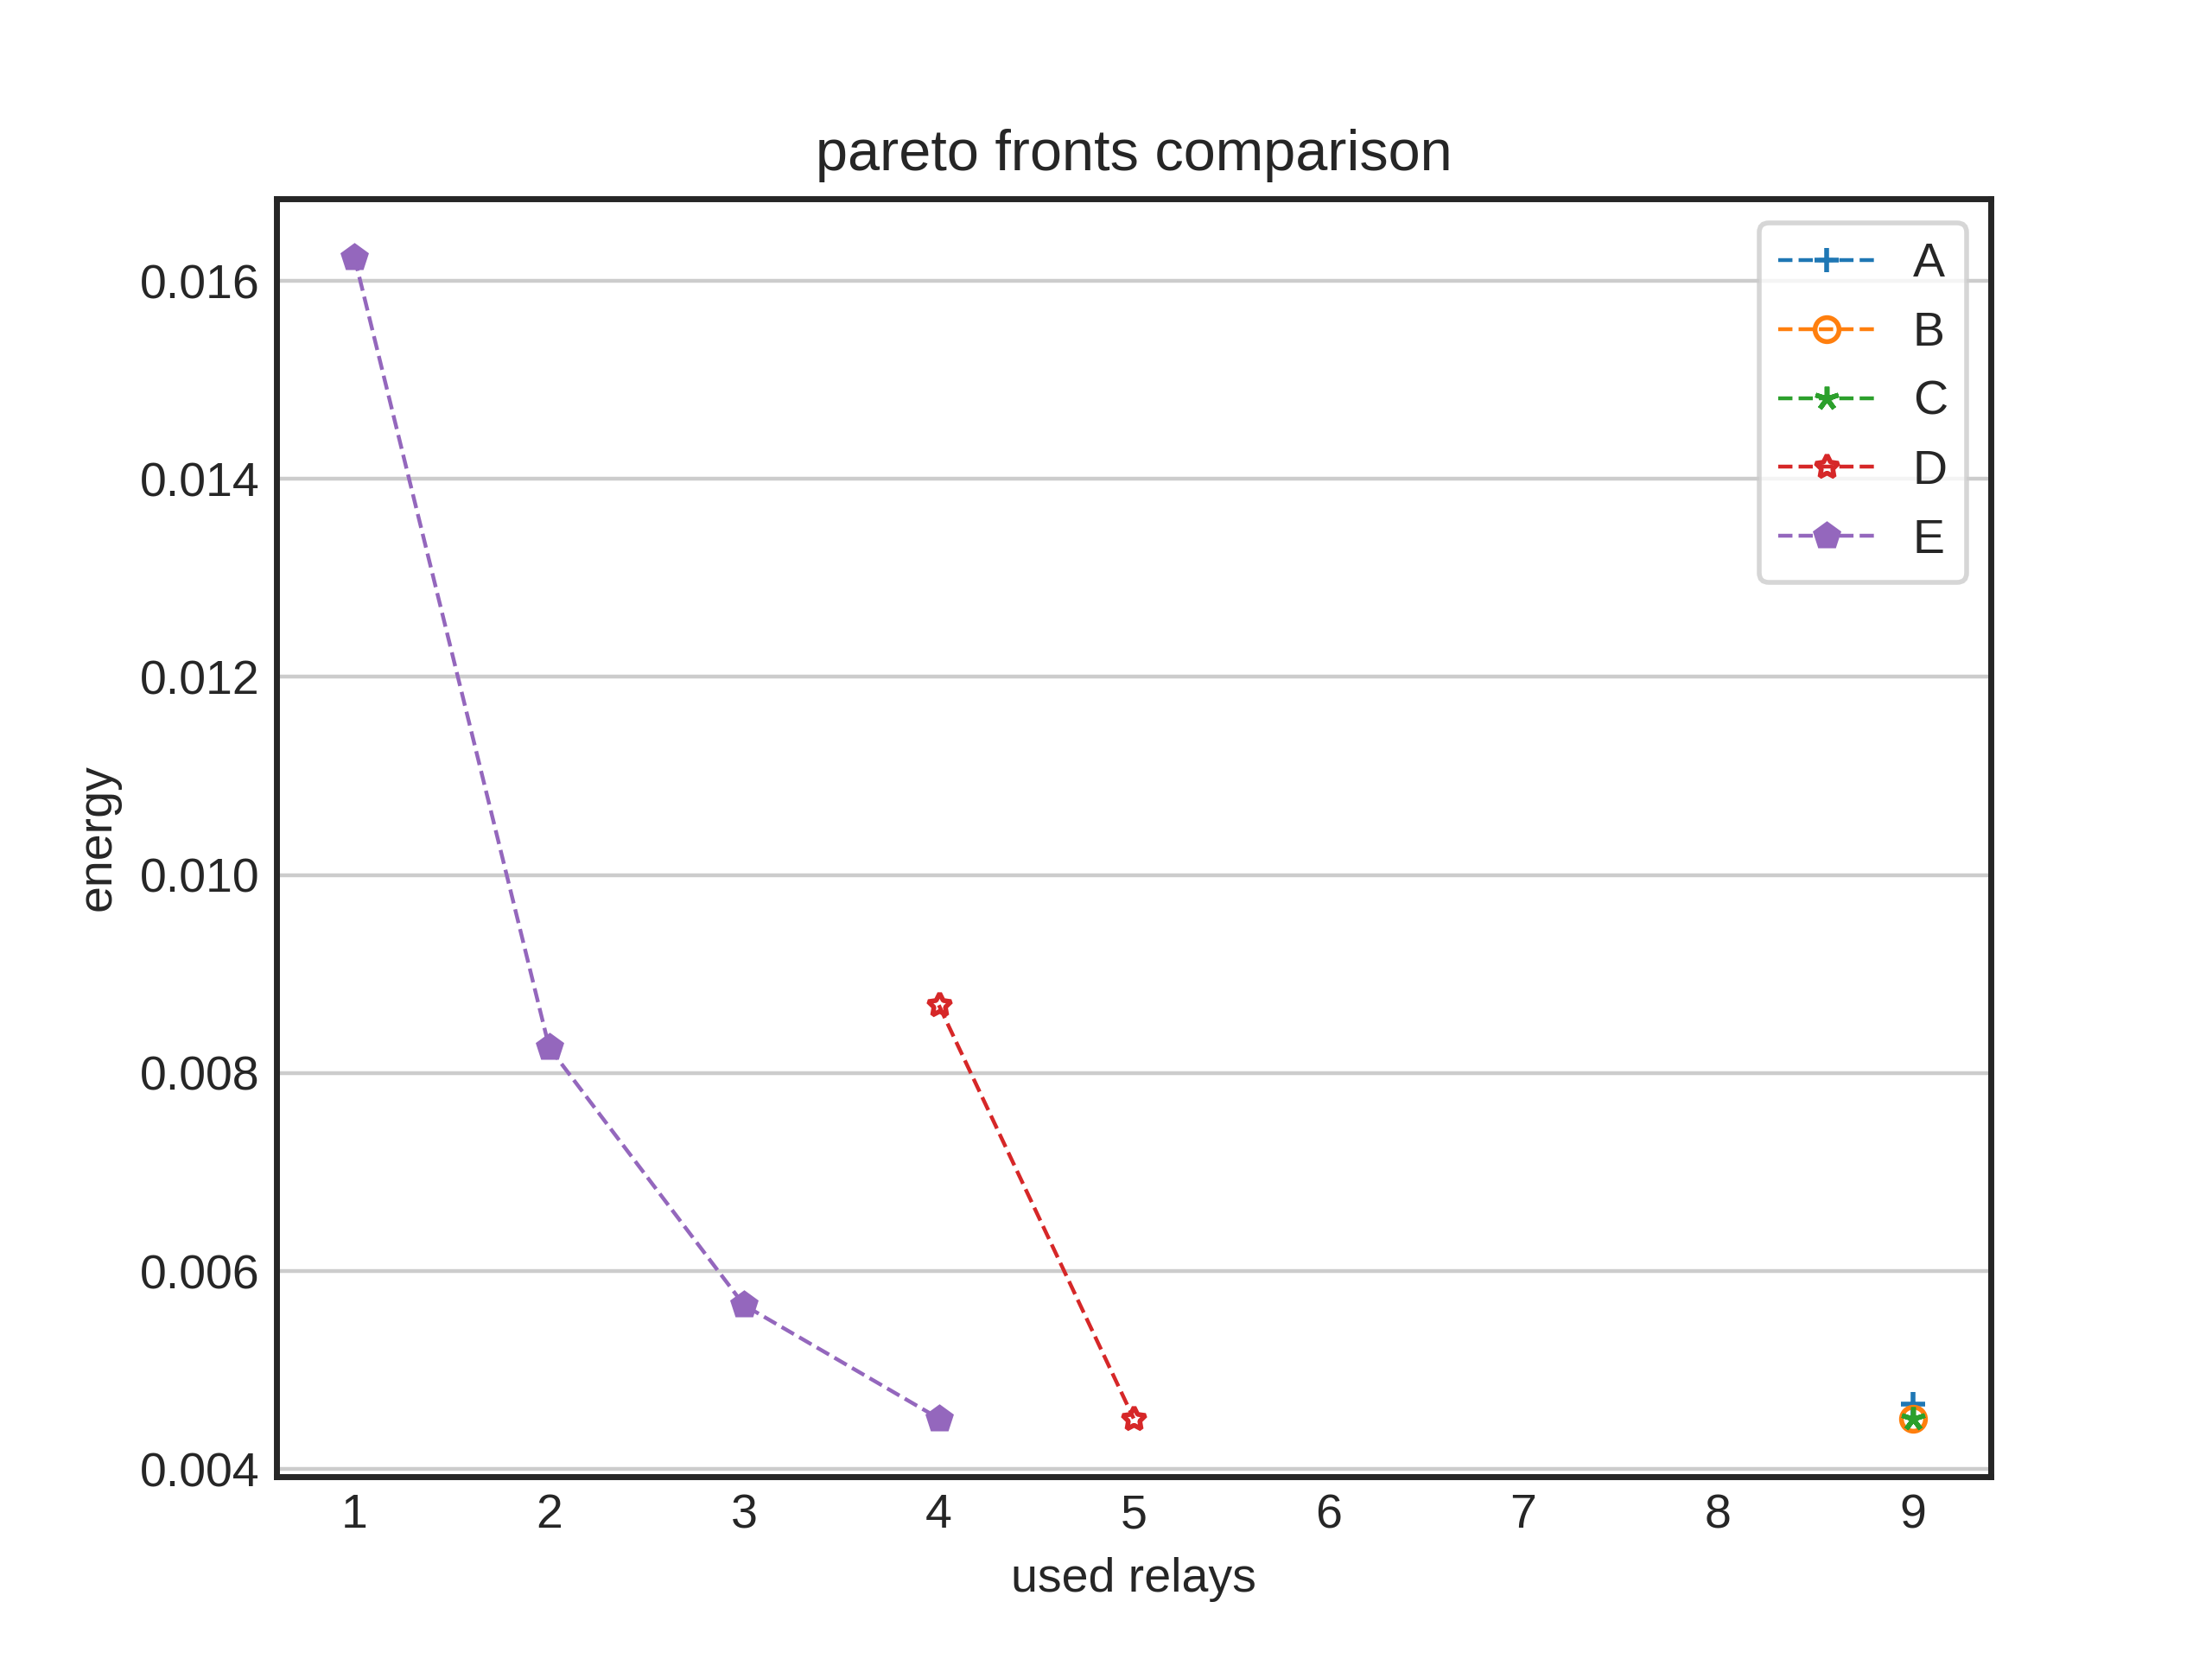 pareto fronts comparison
A
B
C
D
E
0.016
0.014
0.012
0.010
0.008
0.006
0.004
energy
1 2 3 4 5 6 7 8 9
used relays